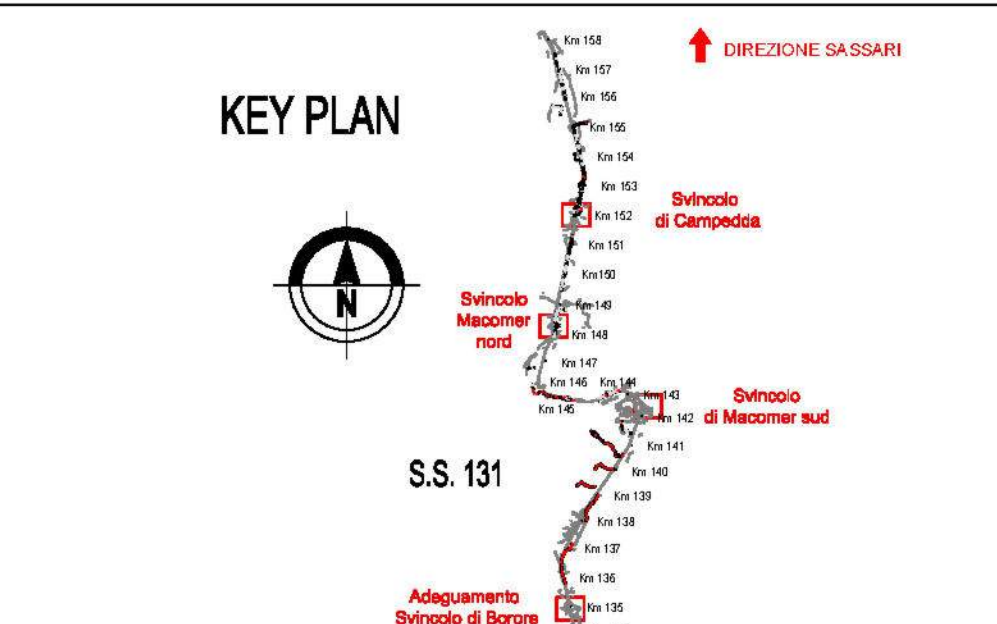 Km 158
DIREZIONE SASSARI
Km 157
KEY PLAN
Km 156
Km 155
Km 154
Km 153
Svincolo
di Campedda
Km 152
Km 151
Km150
N
Svincolo
Macomer
nord
Km 149
Km 148
Km 147
Km 146
Km 144
Km 143
Km 145
Svincolo
di Macomer sud
Km 142
Km 141
S.S. 131
Km 140
Km 139
Km 138
Km 137
Km 136
Adeguamento
Svincolo di Borore
Km 135